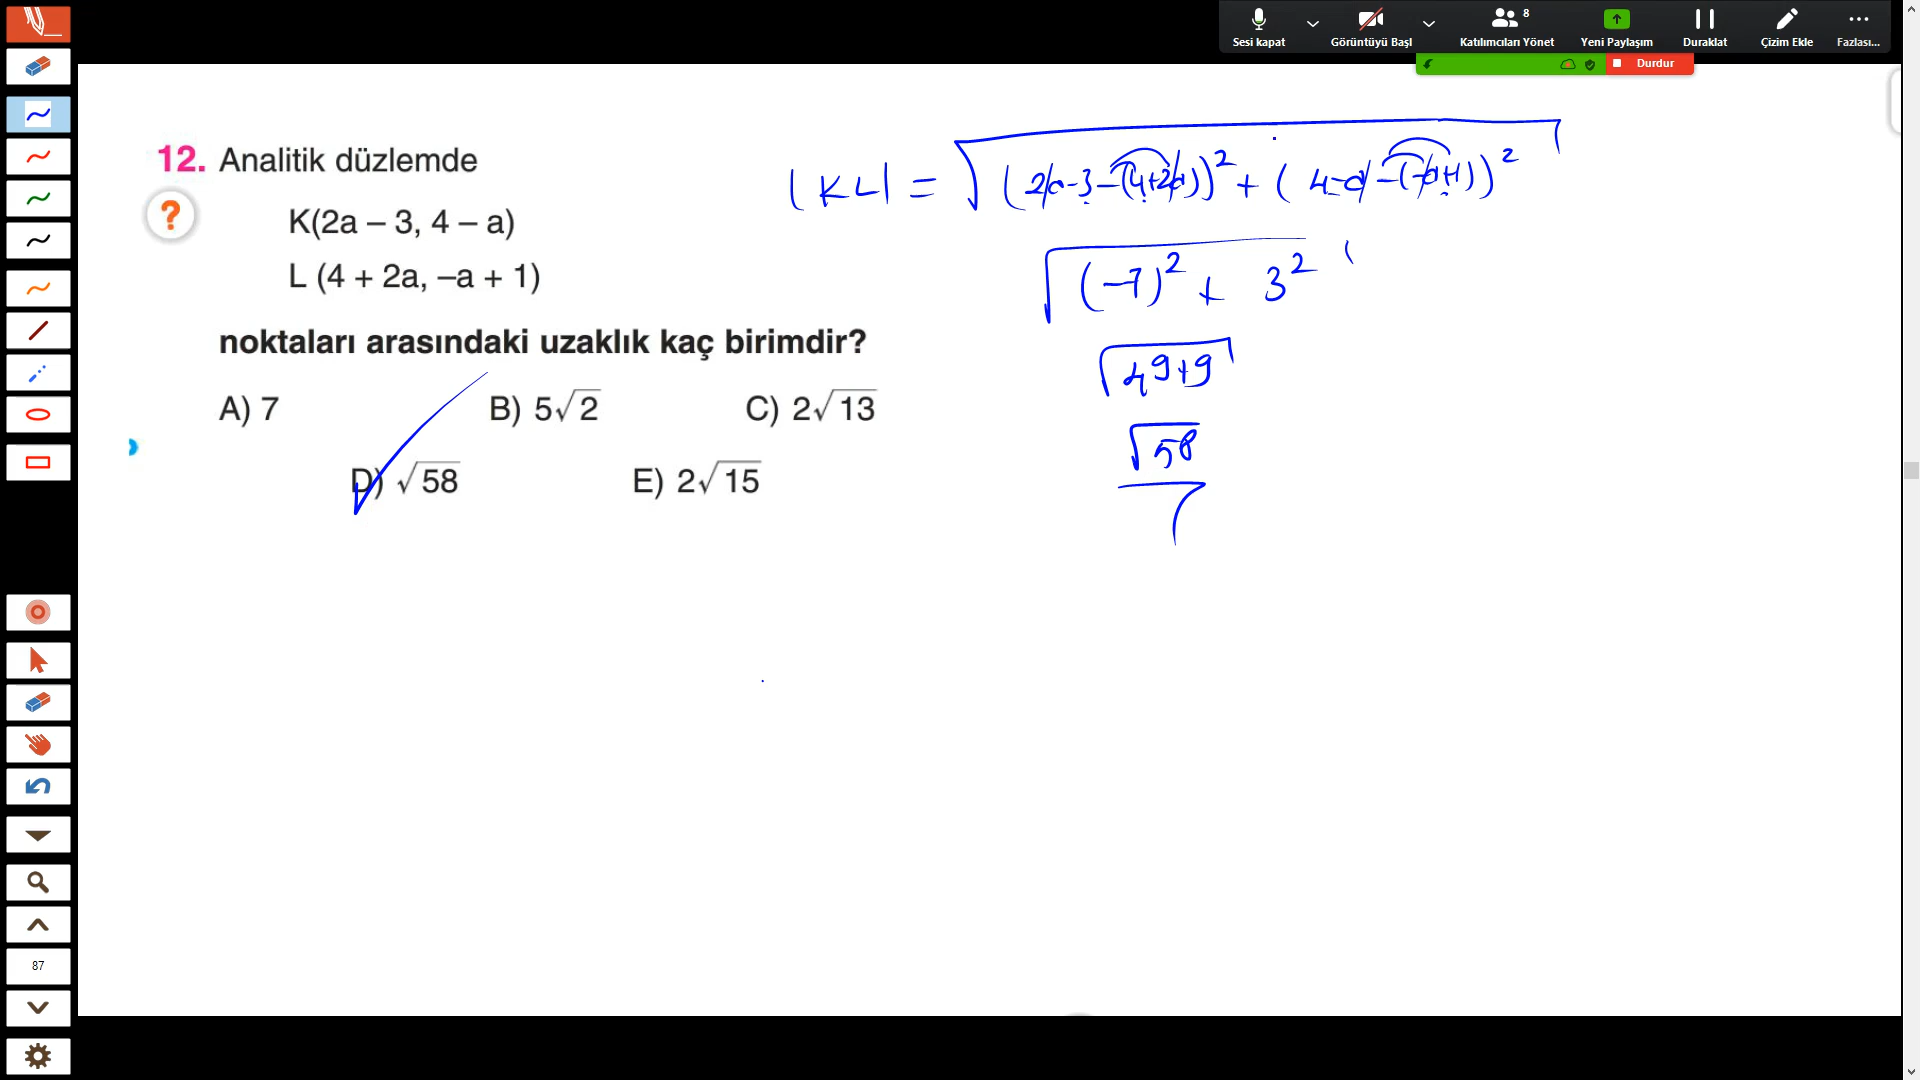 Sesi kapat
Görüntüyü Başl
8
Katılımcıları Yönet
Yeni Paylaşım
Duraklat
Çizim Ekle
Fazlası...
Durdur
12. Analitik düzlemde
K(2a – 3, 4 – a)
L (4 + 2a, –a + 1)
noktaları arasındaki uzaklık kaç birimdir?
A) 7 B) 5√2 C) 2√13
D) √58 E) 2√15
|KL| = √(2a-3-(4+2a))² + (4-a-(-a+1))²
√(-7)² + 3²
√49+9
√58
87